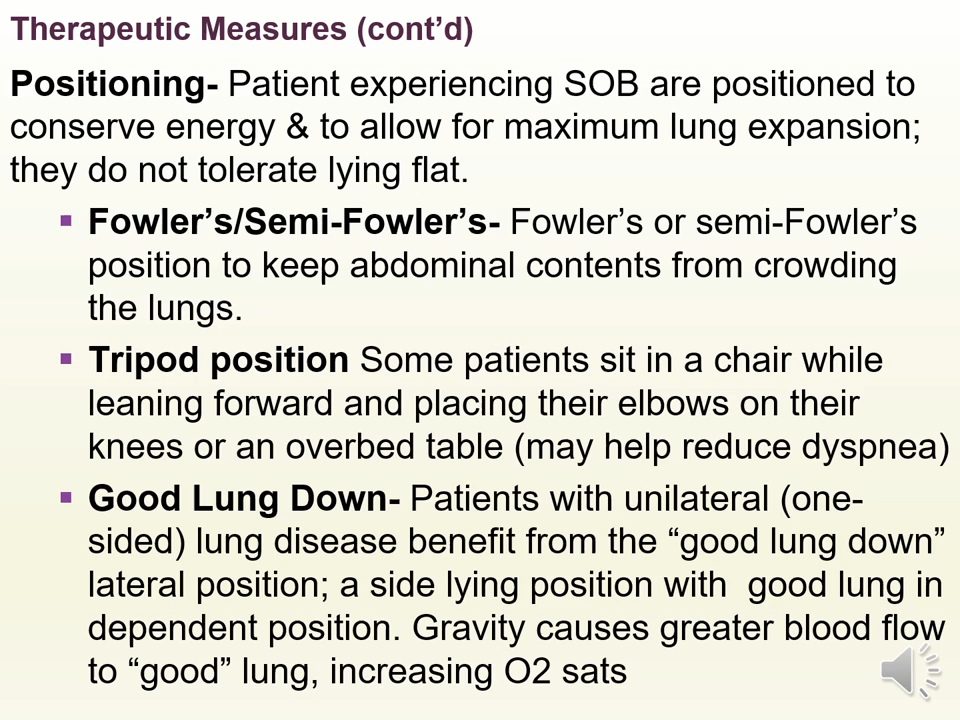 Therapeutic Measures (cont’d)
Positioning- Patient experiencing SOB are positioned to
conserve energy & to allow for maximum lung expansion;
they do not tolerate lying flat.
▪ Fowler’s/Semi-Fowler’s- Fowler’s or semi-Fowler’s
position to keep abdominal contents from crowding
the lungs.
▪ Tripod position Some patients sit in a chair while
leaning forward and placing their elbows on their
knees or an overbed table (may help reduce dyspnea)
▪ Good Lung Down- Patients with unilateral (one-
sided) lung disease benefit from the “good lung down”
lateral position; a side lying position with  good lung in
dependent position. Gravity causes greater blood flow
to “good” lung, increasing O2 sats